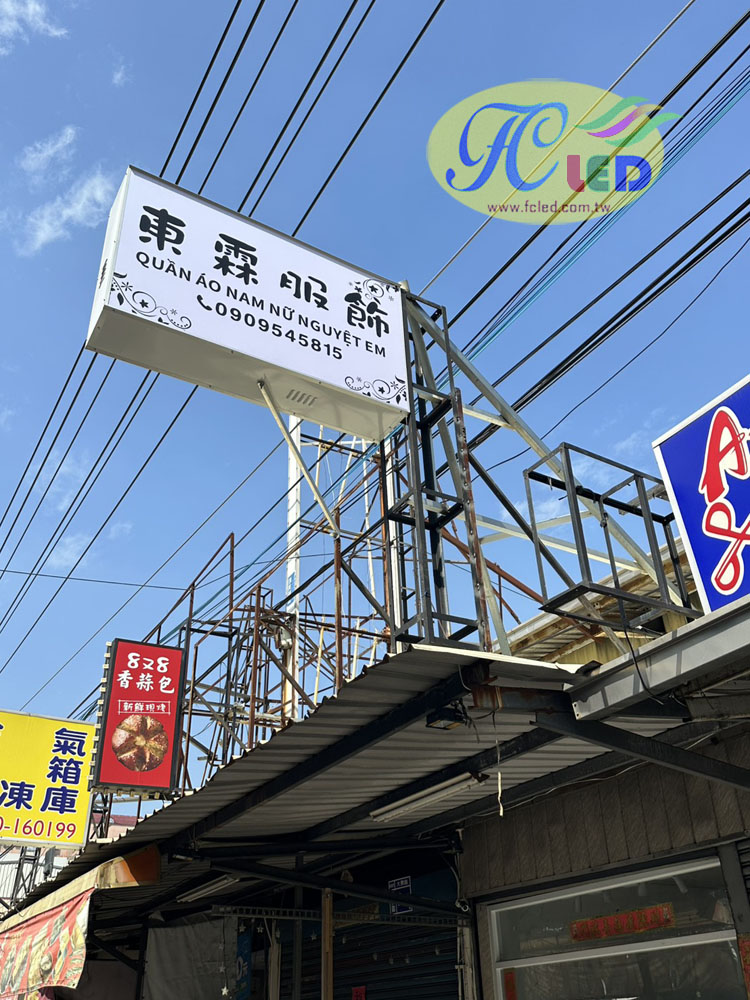 FC LED
www.fcled.com.tw
東霖服飾
QUẦN ÁO NAM NỮ NGUYỆT EM
0909545815
8又8
香蒜包
新鮮現烤
氣箱庫
凍
0-160199